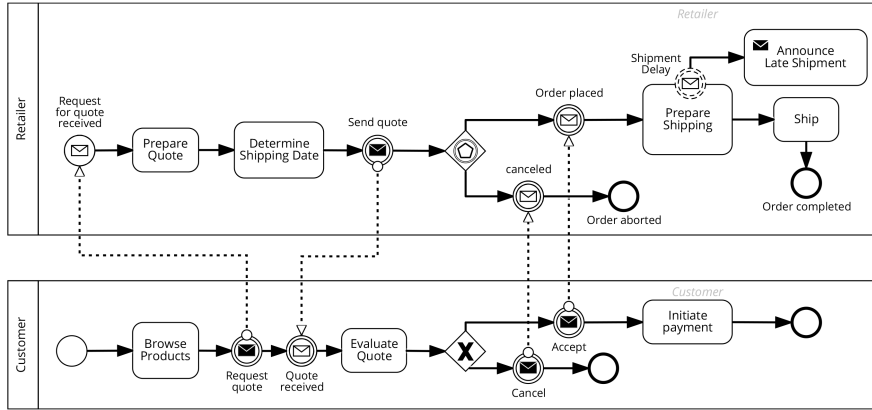 Retailer
Retailer
Request
for quote
received
Prepare
Quote
Determine
Shipping Date
Send quote
Order placed
canceled
Order aborted
Shipment
Delay
Prepare
Shipping
Announce
Late Shipment
Ship
Order completed
Customer
Customer
Browse
Products
Request
quote
Quote
received
Evaluate
Quote
X
Accept
Cancel
Initiate
payment